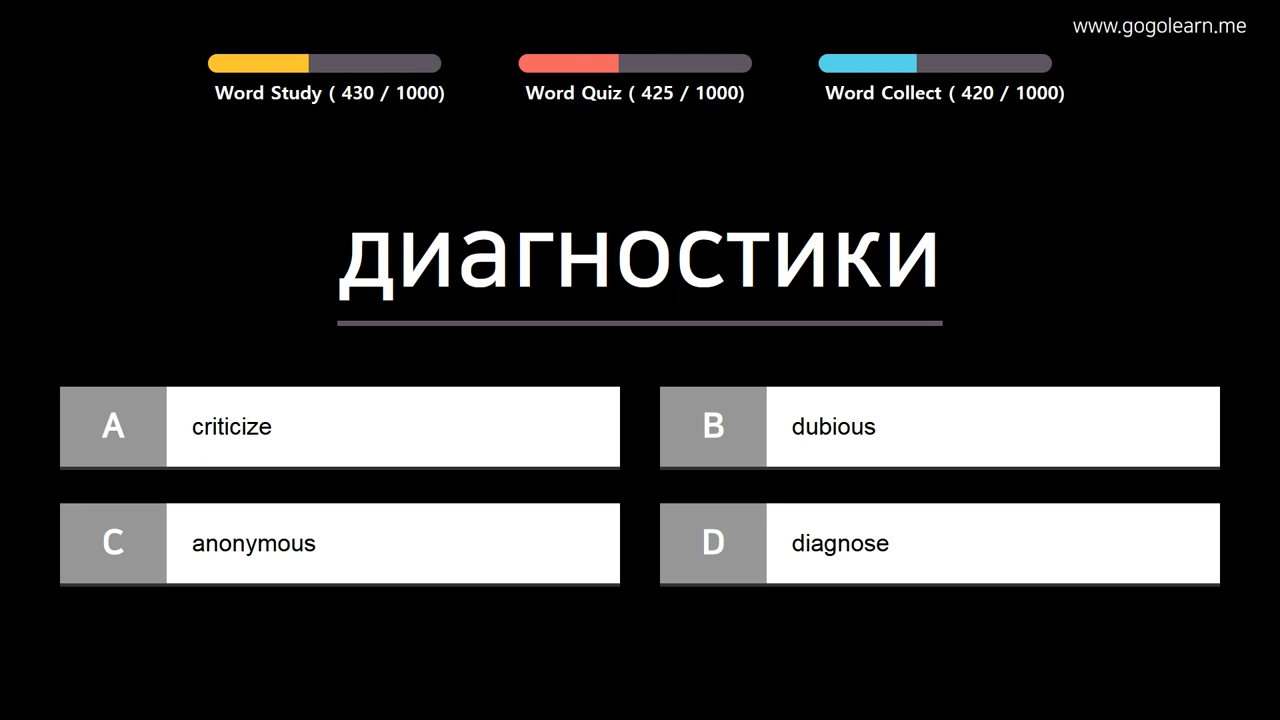 www.gogolearn.me
Word Study ( 430 / 1000)
Word Quiz ( 425 / 1000)
Word Collect ( 420 / 1000)
диагностики
A criticize
B dubious
C anonymous
D diagnose